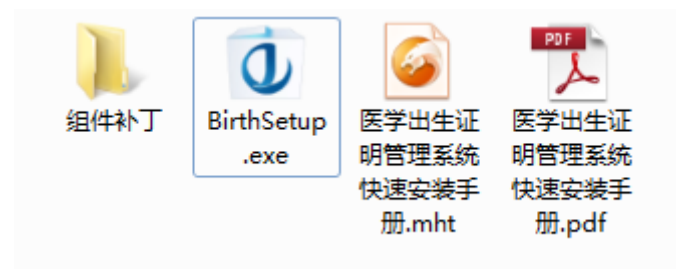 PDF
组件补丁
BirthSetup
.exe
医学出生证
明管理系统
快速安装手
册.mht
医学出生证
明管理系统
快速安装手
册.pdf